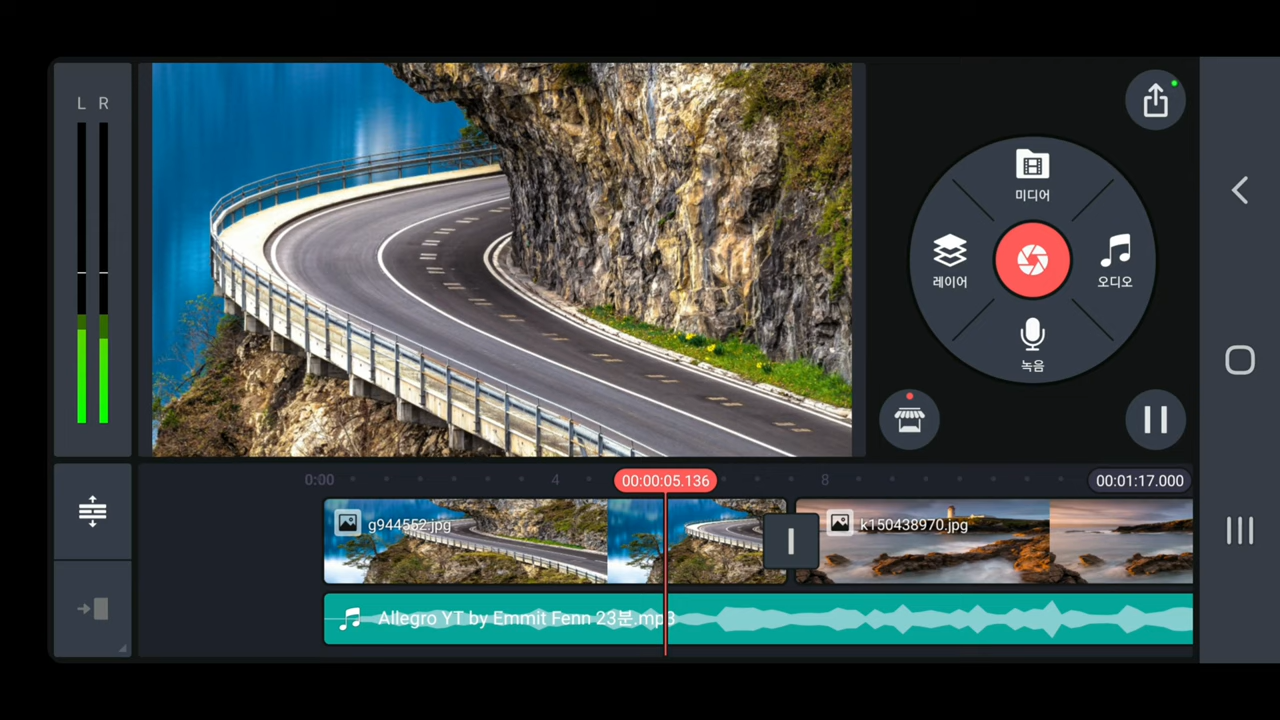 L R
미디어
레이어
오디오
녹음
0:00
4
00:00:05.136
8
00:01:17.000
g944552.jpg
k150438970.jpg
Allegro YT by Emmit Fenn 23분.mp3